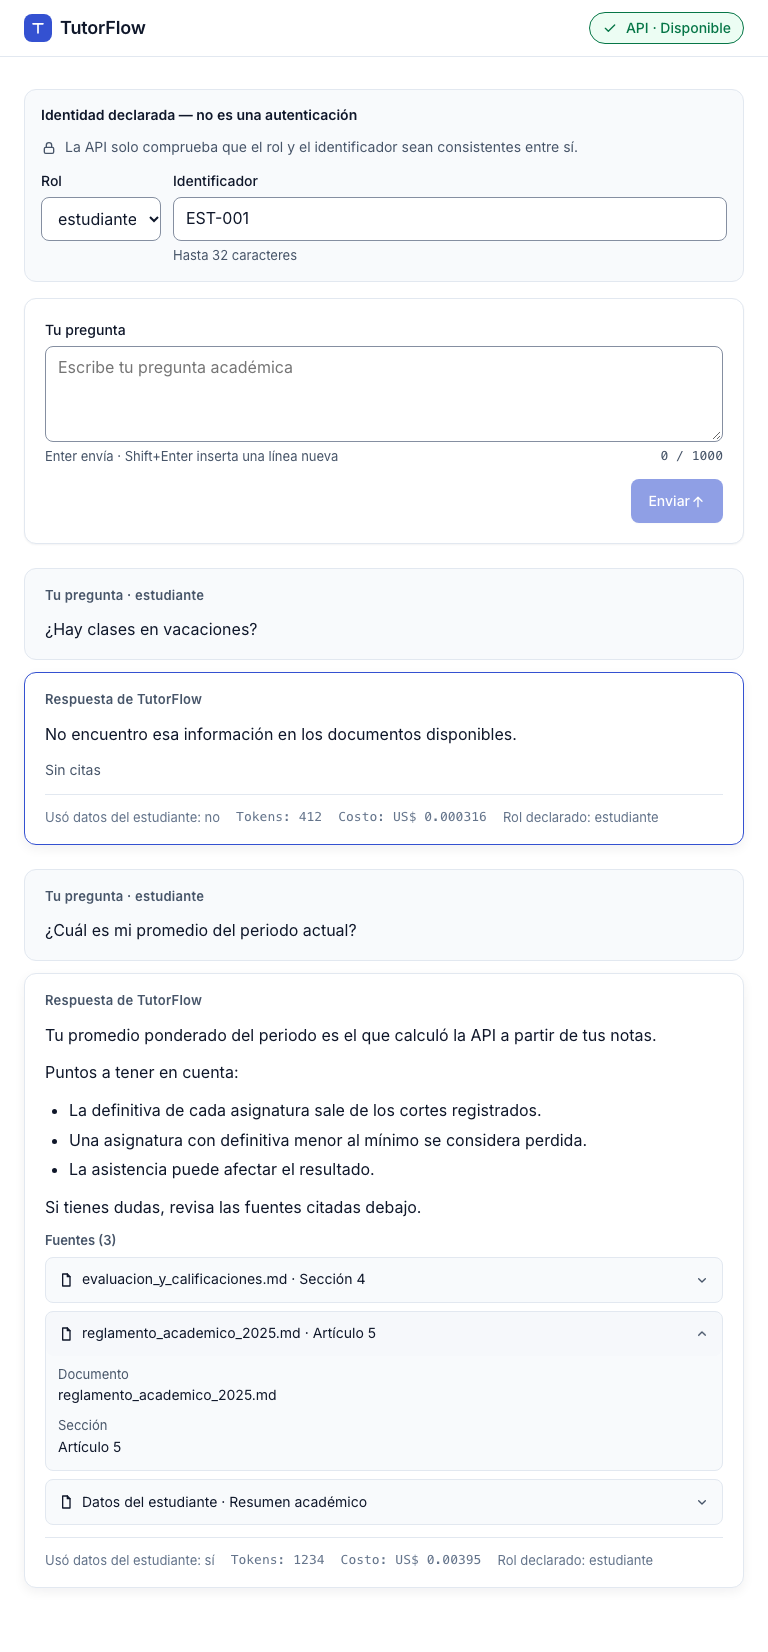 T TutorFlow
API · Disponible
Identidad declarada — no es una autenticación
La API solo comprueba que el rol y el identificador sean consistentes entre sí.
Rol
Identificador
estudiante
EST-001
Hasta 32 caracteres
Tu pregunta
Escribe tu pregunta académica
Enter envía · Shift+Enter inserta una línea nueva
0 / 1000
Enviar↑
Tu pregunta · estudiante
¿Hay clases en vacaciones?
Respuesta de TutorFlow
No encuentro esa información en los documentos disponibles.
Sin citas
Usó datos del estudiante: no Tokens: 412 Costo: US$ 0.000316 Rol declarado: estudiante
Tu pregunta · estudiante
¿Cuál es mi promedio del periodo actual?
Respuesta de TutorFlow
Tu promedio ponderado del periodo es el que calculó la API a partir de tus notas.
Puntos a tener en cuenta:
• La definitiva de cada asignatura sale de los cortes registrados.
• Una asignatura con definitiva menor al mínimo se considera perdida.
• La asistencia puede afectar el resultado.
Si tienes dudas, revisa las fuentes citadas debajo.
Fuentes (3)
evaluacion_y_calificaciones.md · Sección 4
reglamento_academico_2025.md · Artículo 5
Documento
reglamento_academico_2025.md
Sección
Artículo 5
Datos del estudiante · Resumen académico
Usó datos del estudiante: sí Tokens: 1234 Costo: US$ 0.00395 Rol declarado: estudiante